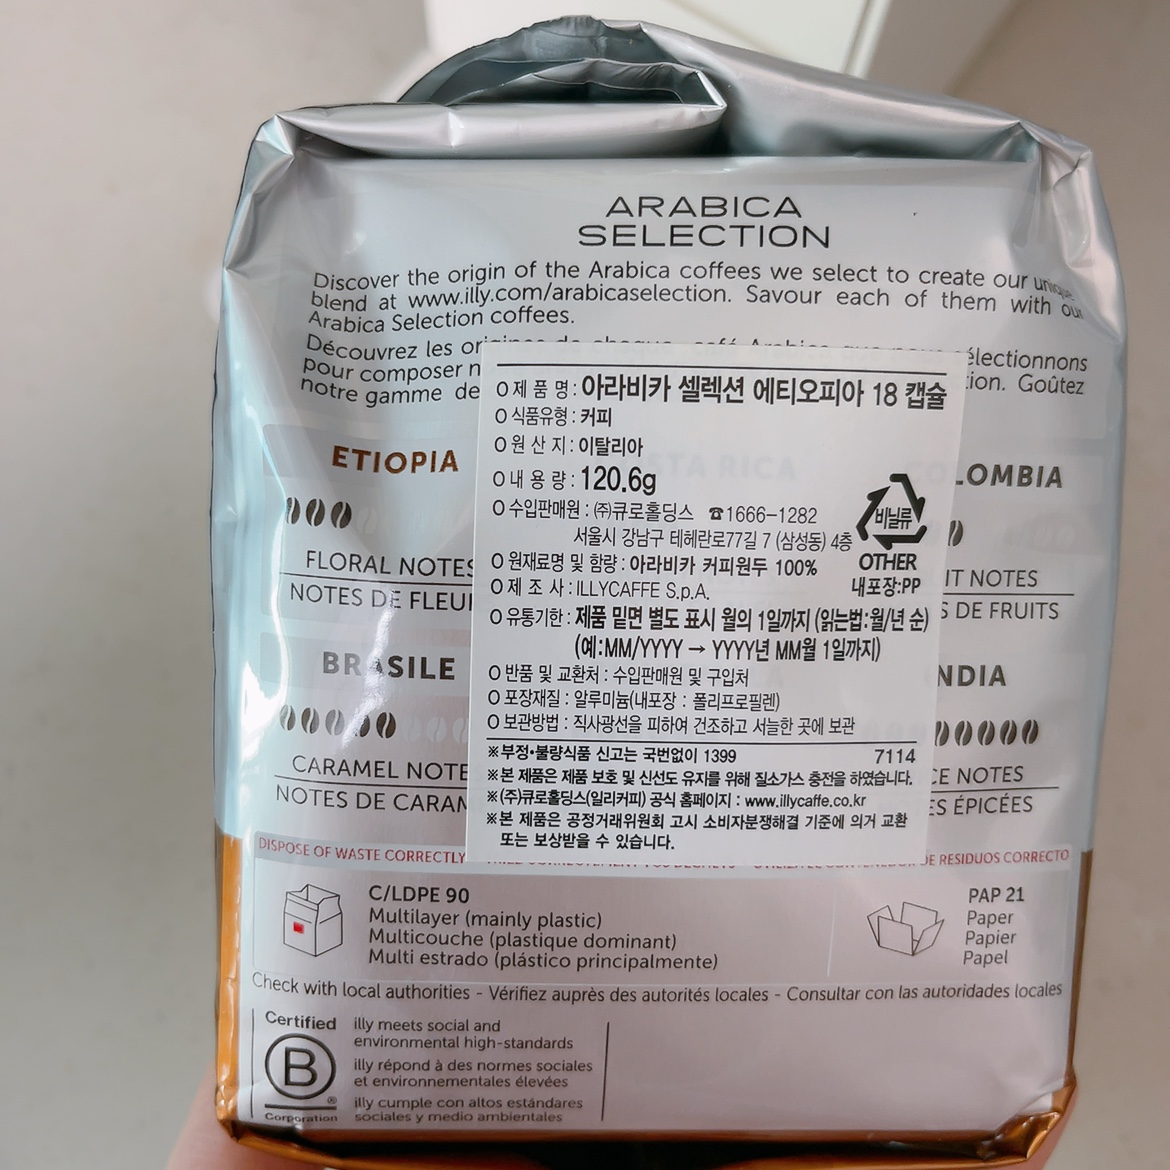 ARABICA
SELECTION
Discover the origin of the Arabica coffees we select to create our unique
blend at www.illy.com/arabicaselection. Savour each of them with our
Arabica Selection coffees.
Découvrez les origines de chaque café Arabica que nous sélectionnons
pour composer
notre gamme de
tion. Goûtez
O 제 품 명 : 아라비카 셀렉션 에티오피아 18 캡슐
O 식품유형 : 커피
O 원 산 지 : 이탈리아
O 내 용 량 : 120.6g
O 수입판매원 : ㈜큐로홀딩스 ☎1666-1282
서울시 강남구 테헤란로77길 7 (삼성동) 4층
O 원재료명 및 함량 : 아라비카 커피원두 100%
O 제 조 사 : ILLYCAFFE S.p.A.
O 유통기한 : 제품 밑면 별도 표시 월의 1일까지 (읽는법:월/년 순)
(예:MM/YYYY → YYYY년 MM월 1일까지)
O 반품 및 교환처 : 수입판매원 및 구입처
O 포장재질 : 알루미늄(내포장 : 폴리프로필렌)
O 보관방법 : 직사광선을 피하여 건조하고 서늘한 곳에 보관
※부정•불량식품 신고는 국번없이 1399 7114
※본 제품은 제품 보호 및 신선도 유지를 위해 질소가스 충전을 하였습니다.
※(주)큐로홀딩스(일리커피) 공식 홈페이지 : www.illycaffe.co.kr
※본 제품은 공정거래위원회 고시 소비자분쟁해결 기준에 의거 교환
또는 보상받을 수 있습니다.
비닐류
OTHER
내포장:PP
ETIOPIA
STA RICA
LOMBIA
FLORAL NOTES
NOTES DE FLEU
IT NOTES
S DE FRUITS
BRASILE
NDIA
CARAMEL NOTE
NOTES DE CARAM
CE NOTES
ES ÉPICÉES
DISPOSE OF WASTE CORRECTLY
DE RESIDUOS CORRECTO
C/LDPE 90
Multilayer (mainly plastic)
Multicouche (plastique dominant)
Multi estrado (plástico principalmente)
PAP 21
Paper
Papier
Papel
Check with local authorities - Vérifiez auprès des autorités locales - Consultar con las autoridades locales
Certified
B
®
Corporation
illy meets social and
environmental high-standards
illy répond à des normes sociales
et environnementales élevées
illy cumple con altos estándares
sociales y medio ambientales